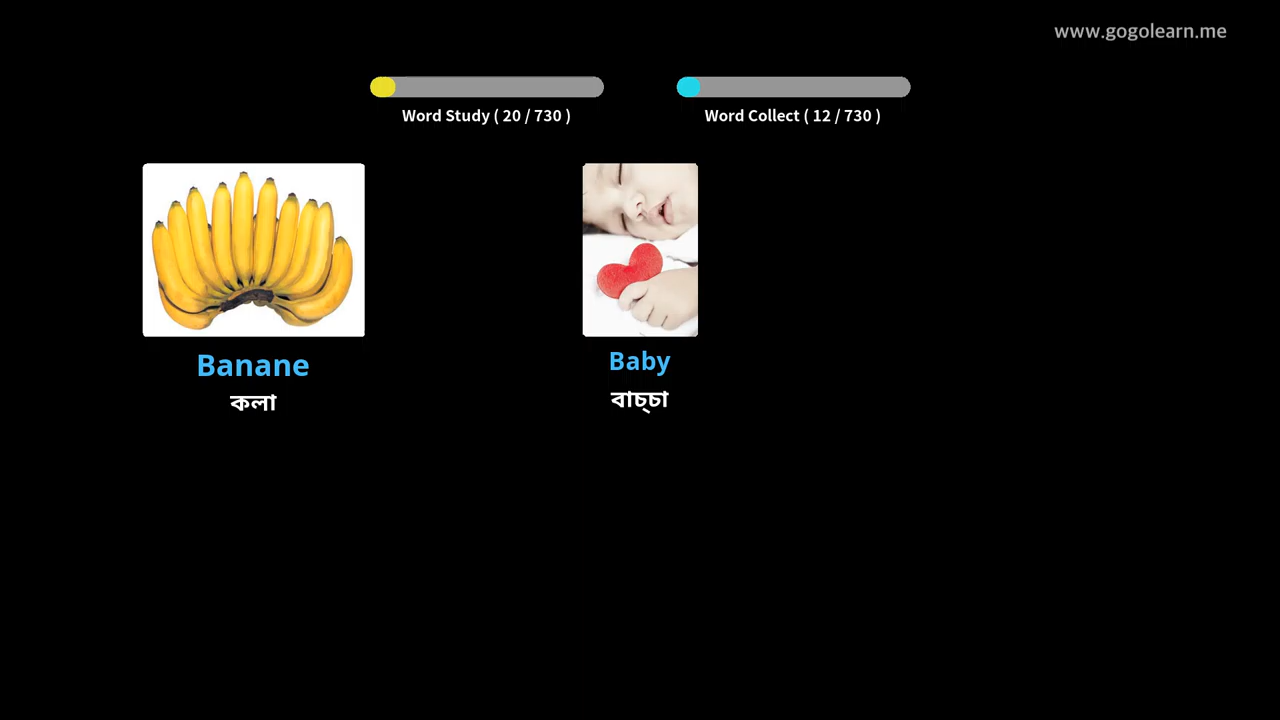 www.gogolearn.me
Word Study ( 20 / 730 )
Word Collect ( 12 / 730 )
Banane
কলা
Baby
বাচ্চা